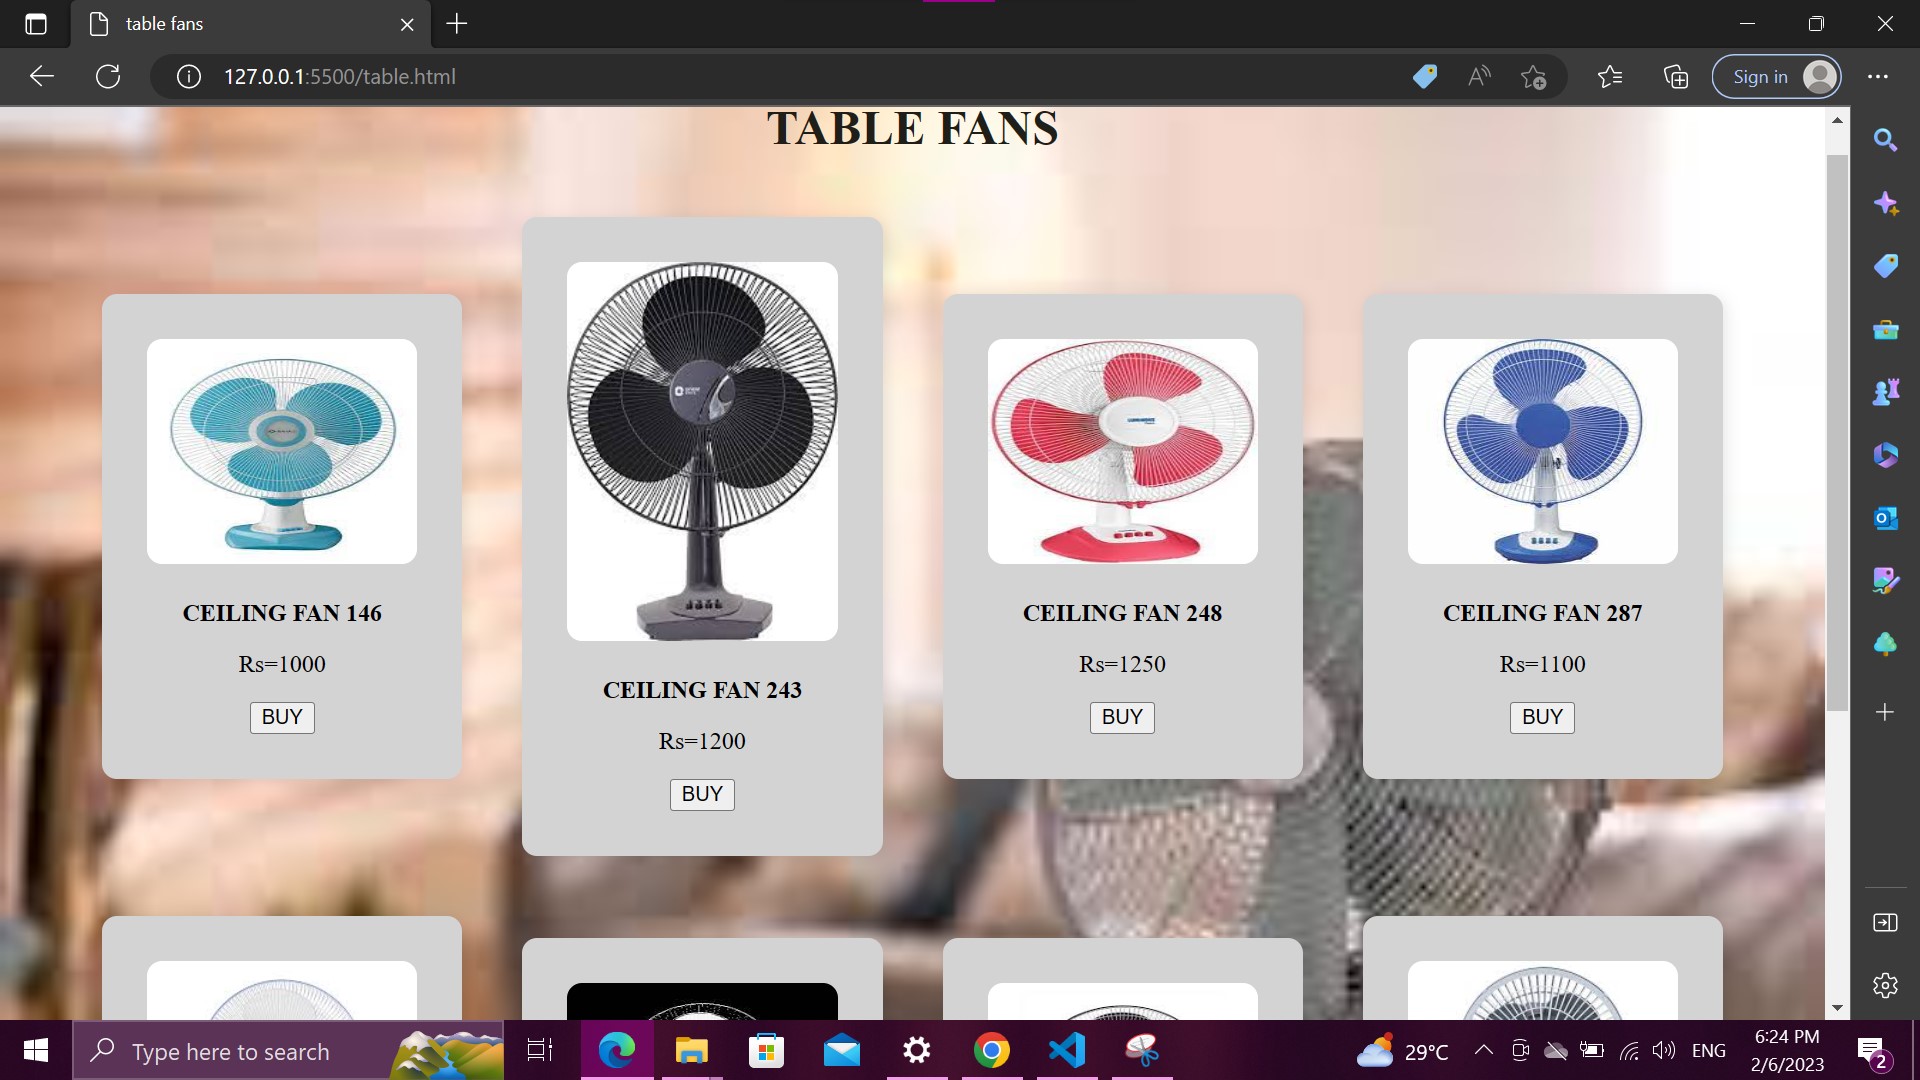 table fans
127.0.0.1:5500/table.html
Sign in
TABLE FANS
CEILING FAN 146
Rs=1000
BUY
CEILING FAN 243
Rs=1200
BUY
CEILING FAN 248
Rs=1250
BUY
CEILING FAN 287
Rs=1100
BUY
Type here to search
29°C
ENG
6:24 PM
2/6/2023
2